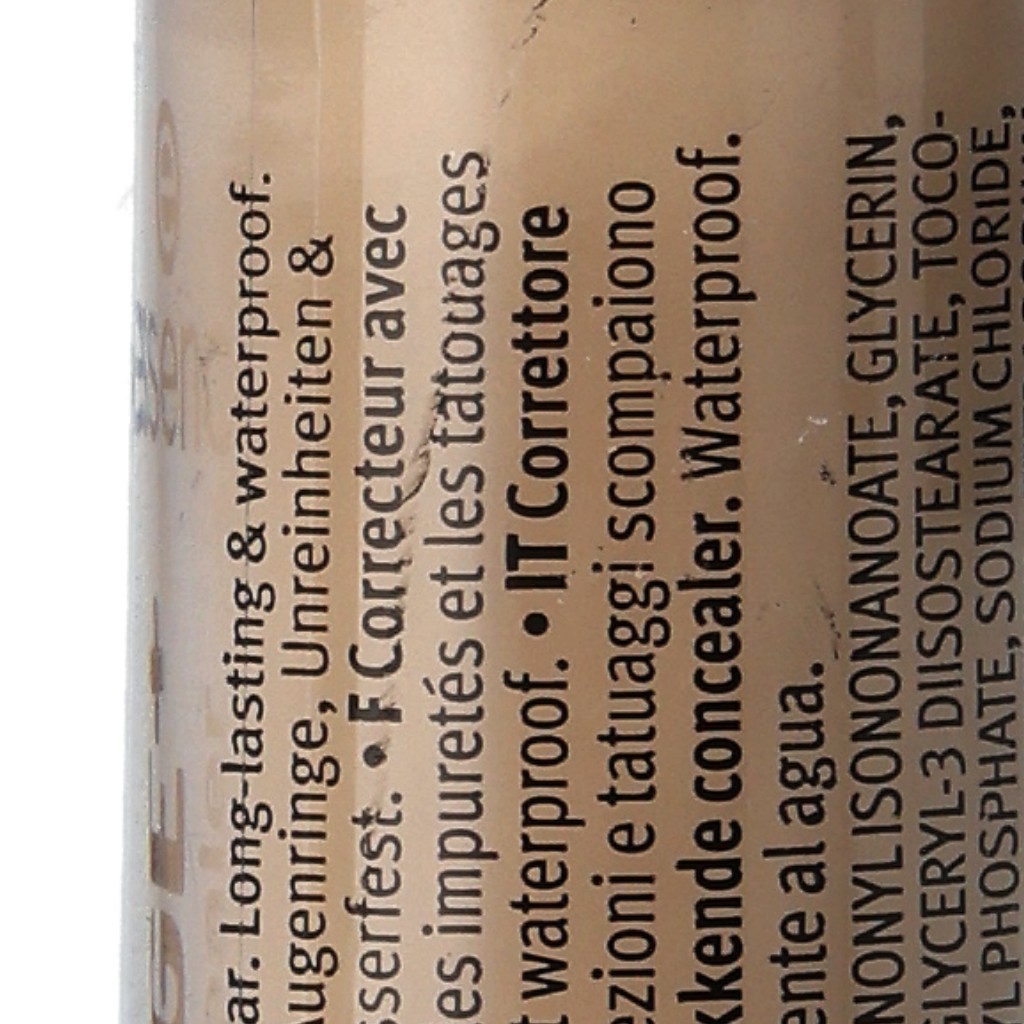 ar. Long-lasting & waterproof.
Augenringe, Unreinheiten &
sserfest. • F Correcteur avec
es impuretés et les tatouages
t waterproof. • IT Correttore
ezioni e tatuaggi scompaiono
kkende concealer. Waterproof.
ente al agua.
NONYL ISONONANOATE, GLYCERIN,
GLYCERYL-3 DIISOSTEARATE, TOCO-
YL PHOSPHATE, SODIUM CHLORIDE,